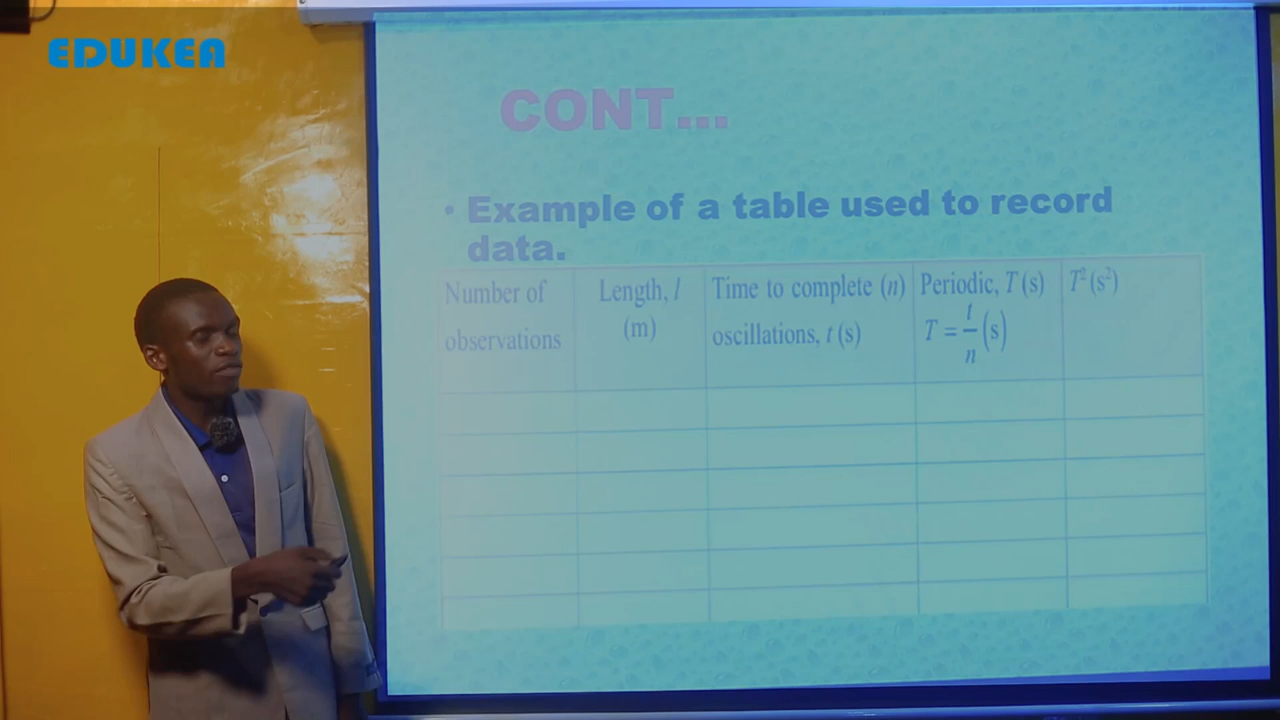 EDUKEA
CONT...
• Example of a table used to record
data.
Number of
observations
Length, l
(m)
Time to complete (n)
oscillations, t (s)
Periodic, T (s)
T = t/n (s)
T² (s²)